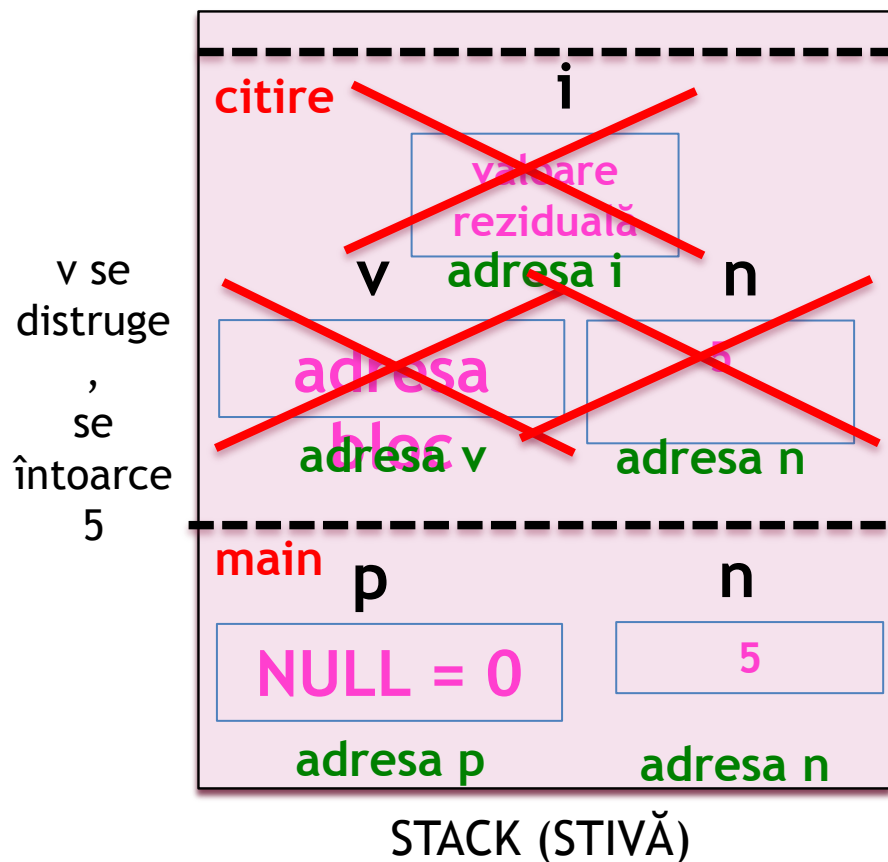 citire
i
valoare
reziduală
adresa i
v
n
adresa
bloc
5
adresa v
adresa n
v se
distruge
,
se
întoarce
5
main
p
n
NULL = 0
5
adresa p
adresa n
STACK (STIVĂ)